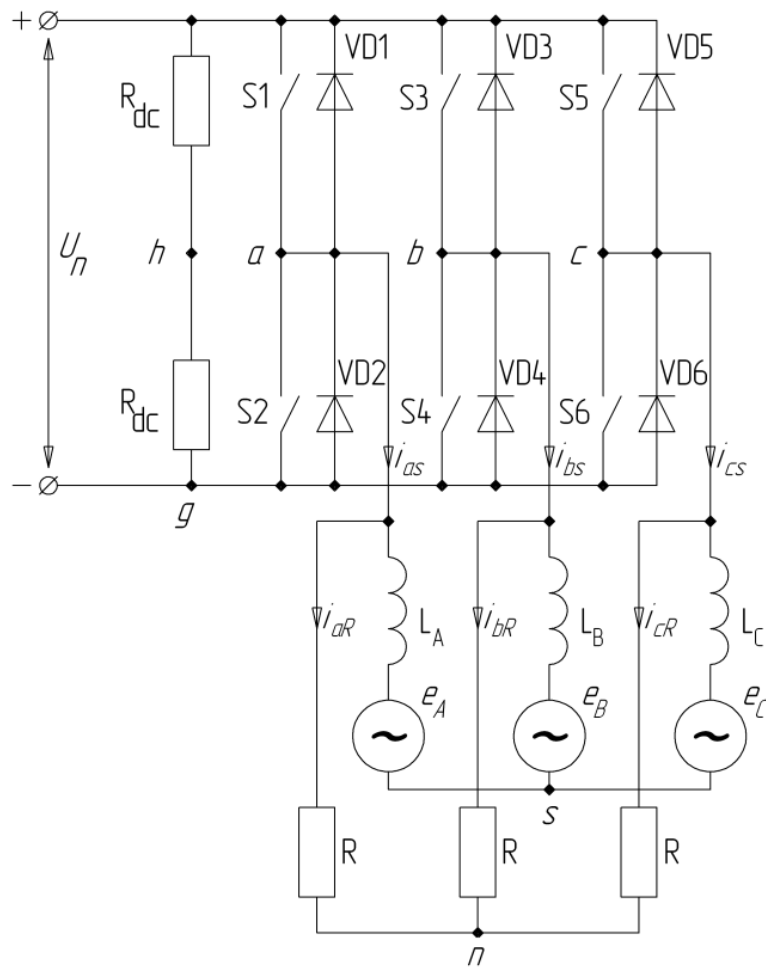 +
VD1 VD3 VD5
R_dc S1 S3 S5
U_n h a b c
R_dc S2 VD2 S4 VD4 S6 VD6
i_as i_bs i_cs
−
g
i_aR L_A i_bR L_B i_cR L_C
e_A e_B e_C
s
R R R
n